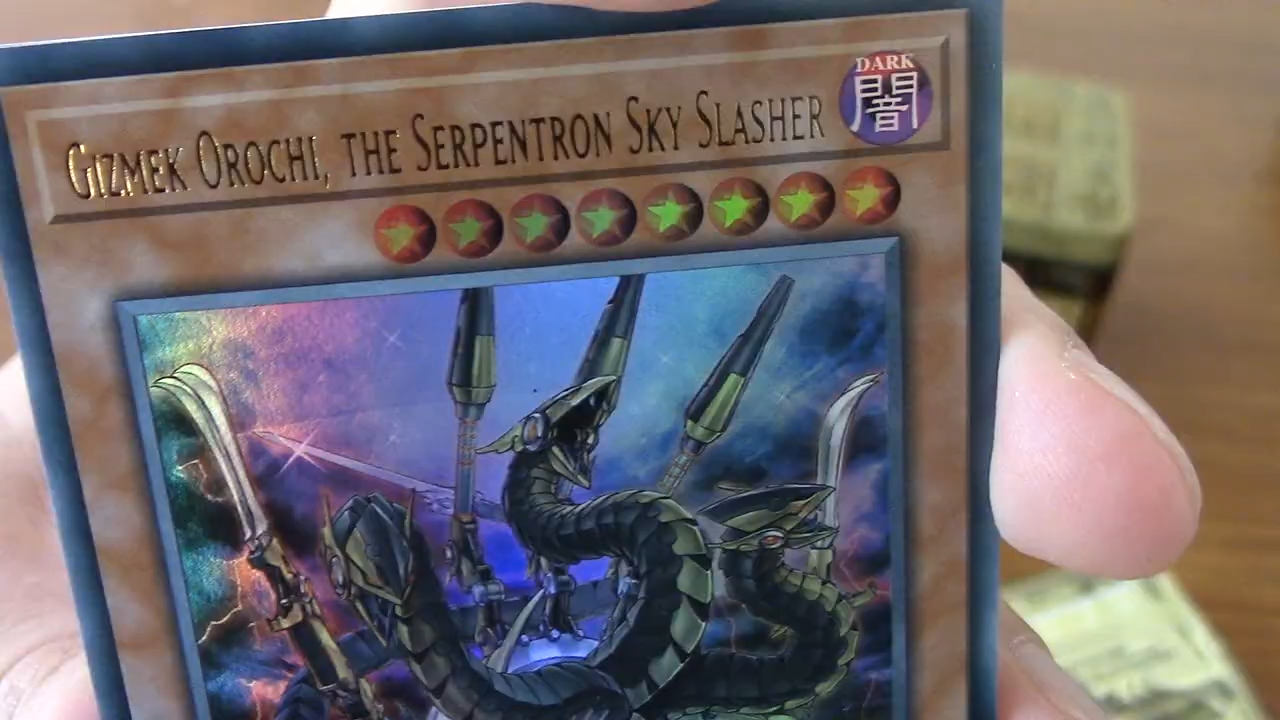 DARK
闇
GIZMEK OROCHI, THE SERPENTRON SKY SLASHER